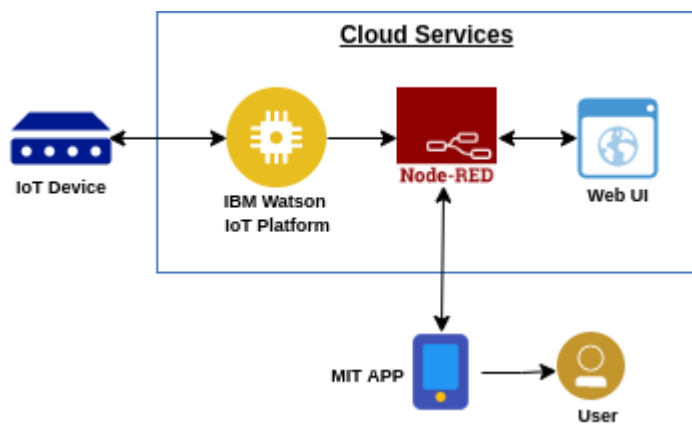 Cloud Services
IoT Device
IBM Watson
IoT Platform
Node-RED
Web UI
MIT APP
User